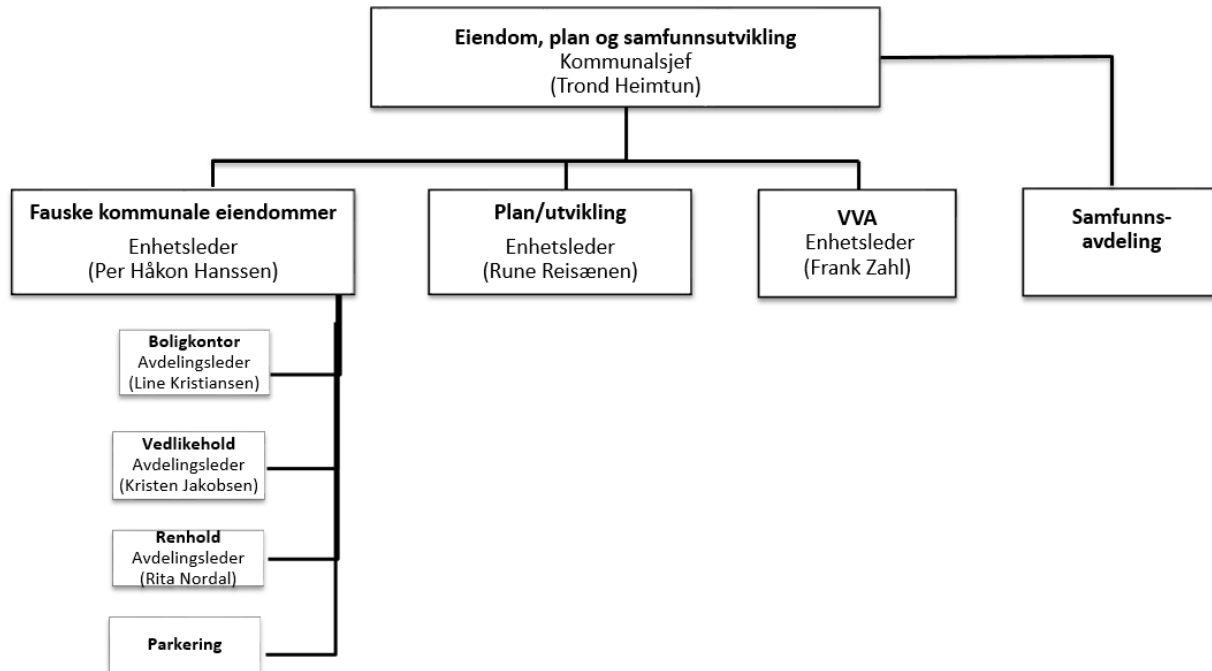 Eiendom, plan og samfunnsutvikling
Kommunalsjef
(Trond Heimtun)
Fauske kommunale eiendommer
Enhetsleder
(Per Håkon Hanssen)
Plan/utvikling
Enhetsleder
(Rune Reisænen)
VVA
Enhetsleder
(Frank Zahl)
Samfunns-
avdeling
Boligkontor
Avdelingsleder
(Line Kristiansen)
Vedlikehold
Avdelingsleder
(Kristen Jakobsen)
Renhold
Avdelingsleder
(Rita Nordal)
Parkering